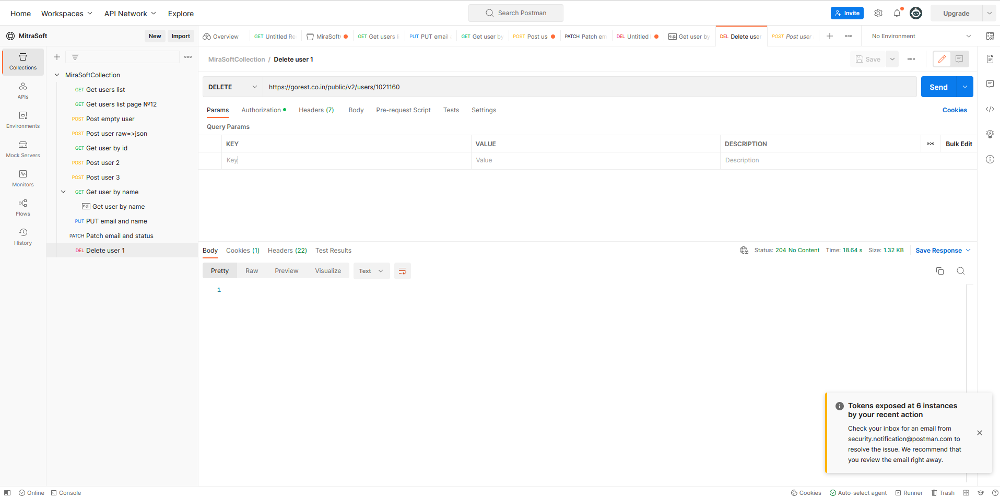 Home Workspaces API Network Explore Search Postman Invite Upgrade
MitraSoft New Import Overview GET Untitled Re MiraSoft GET Get users li PUT PUT email GET Get user by POST Post us PATCH Patch em DEL Untitled e.g. Get user by DEL Delete user POST Post user No Environment
Collections
APIs
Environments
Mock Servers
Monitors
Flows
History
MiraSoftCollection
GET Get users list
GET Get users list page №12
POST Post empty user
POST Post user raw=>json
GET Get user by id
POST Post user 2
POST Post user 3
GET Get user by name
e.g. Get user by name
PUT PUT email and name
PATCH Patch email and status
DEL Delete user 1
MiraSoftCollection / Delete user 1 Save
DELETE https://gorest.co.in/public/v2/users/1021160 Send
Params Authorization Headers (7) Body Pre-request Script Tests Settings Cookies
Query Params
KEY VALUE DESCRIPTION Bulk Edit
Key Value Description
Body Cookies (1) Headers (22) Test Results Status: 204 No Content Time: 18.64 s Size: 1.32 KB Save Response
Pretty Raw Preview Visualize Text
1
Tokens exposed at 6 instances
by your recent action
Check your inbox for an email from
security.notification@postman.com to
resolve the issue. We recommend that
you review the email right away.
Online Console Cookies Auto-select agent Runner Trash